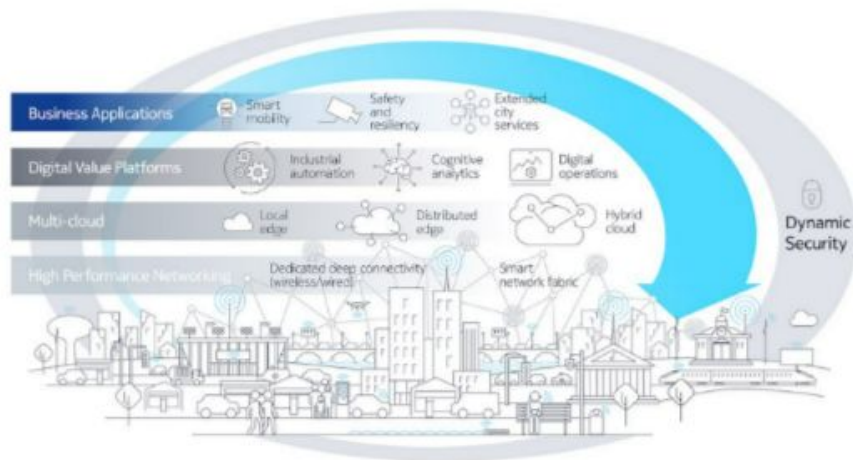 Business Applications
Smart
mobility
Safety
and
resiliency
Extended
city
services
Digital Value Platforms
Industrial
automation
Cognitive
analytics
Digital
operations
Multi-cloud
Local
edge
Distributed
edge
Hybrid
cloud
Dynamic
Security
High Performance Networking
Dedicated deep connectivity
(wireless/wired)
Smart
network fabric